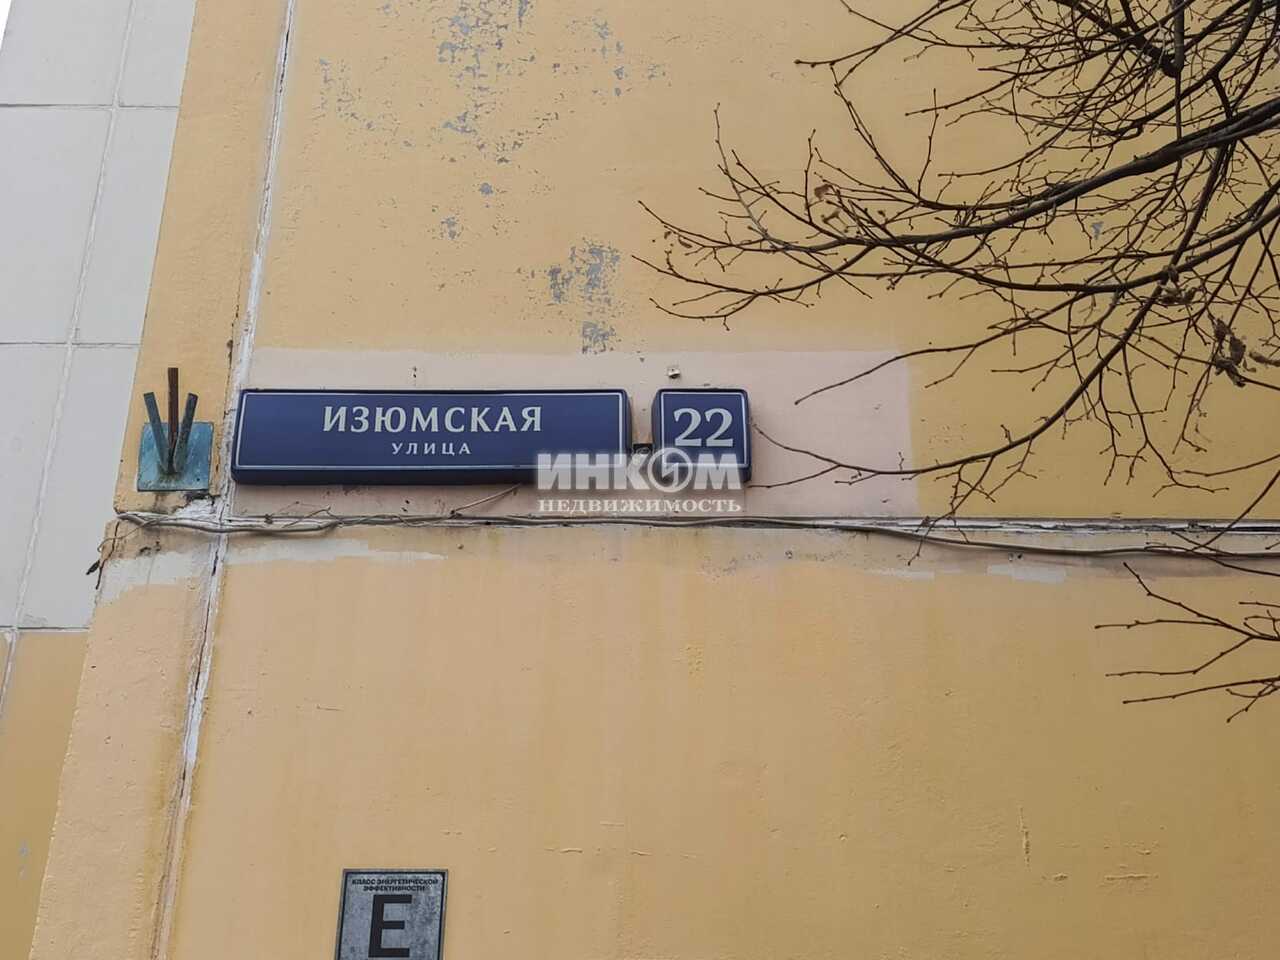 ИЗЮМСКАЯ
УЛИЦА
22
ИНКОМ
НЕДВИЖИМОСТЬ
КЛАСС ЭНЕРГЕТИЧЕСКОЙ
ЭФФЕКТИВНОСТИ
E